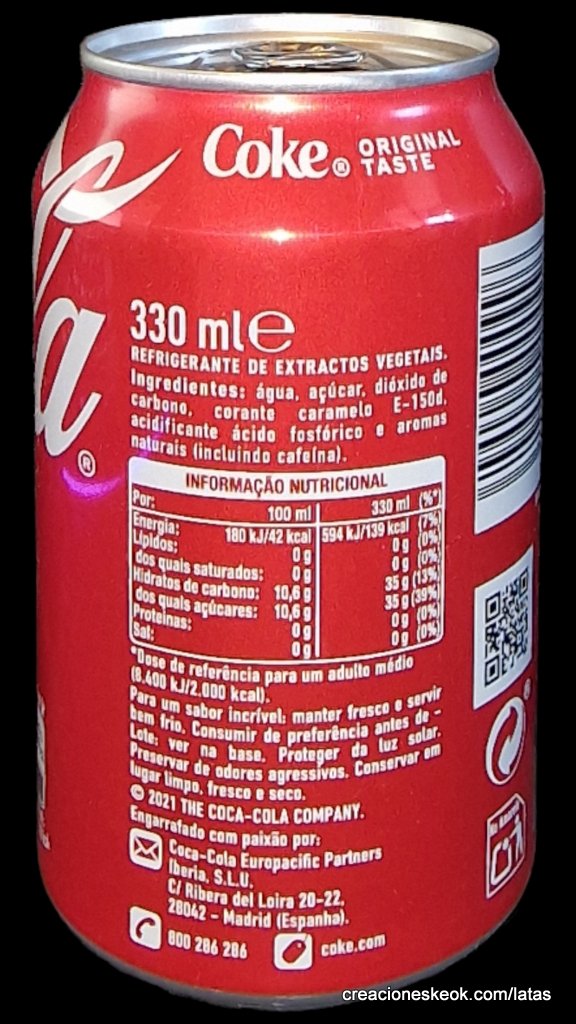 Coke® ORIGINAL
TASTE
a®
330 ml ℮
REFRIGERANTE DE EXTRACTOS VEGETAIS.
Ingredientes: água, açúcar, dióxido de
carbono, corante caramelo E-150d,
acidificante ácido fosfórico e aromas
naturais (incluindo cafeína).
INFORMAÇÃO NUTRICIONAL
Por: 100 ml 330 ml (%*)
Energia: 180 kJ/42 kcal 594 kJ/139 kcal (7%)
Lípidos: 0 g 0 g (0%)
dos quais saturados: 0 g 0 g (0%)
Hidratos de carbono: 10,6 g 35 g (13%)
dos quais açúcares: 10,6 g 35 g (39%)
Proteínas: 0 g 0 g (0%)
Sal: 0 g 0 g (0%)
*Dose de referência para um adulto médio
(8.400 kJ/2.000 kcal).
Para um sabor incrível: manter fresco e servir
bem frio. Consumir de preferência antes de -
Lote: ver na base. Proteger da luz solar.
Preservar de odores agressivos. Conservar em
lugar limpo, fresco e seco.
© 2021 THE COCA-COLA COMPANY.
Engarrafado com paixão por:
Coca-Cola Europacific Partners
Iberia, S.L.U.
C/ Ribera del Loira 20-22,
28042 - Madrid (Espanha).
800 286 286 coke.com
creacioneskeok.com/latas